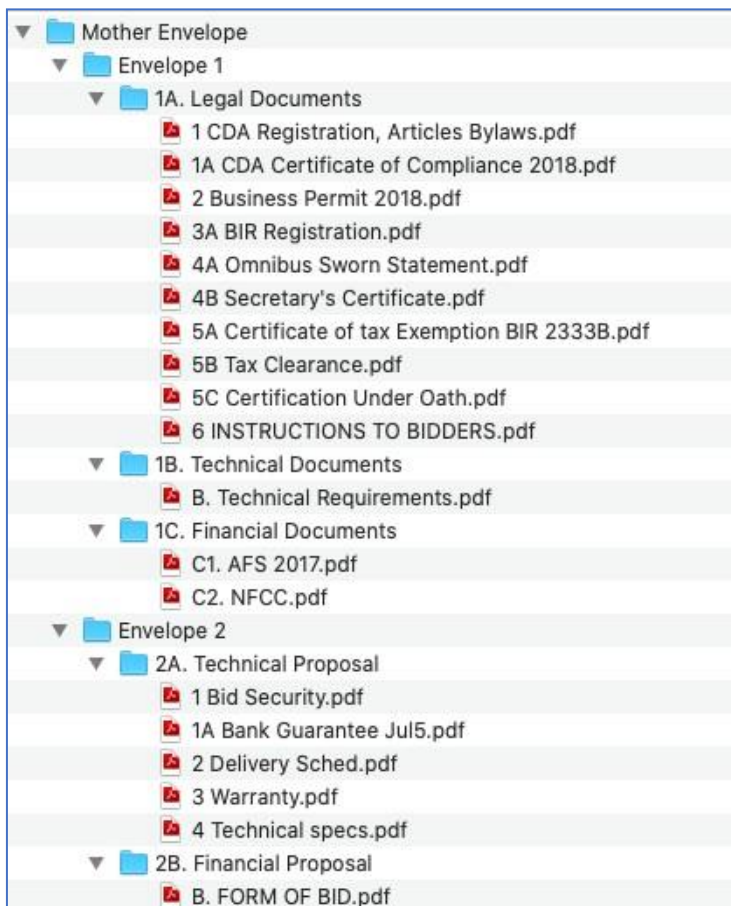 Mother Envelope
Envelope 1
1A. Legal Documents
1 CDA Registration, Articles Bylaws.pdf
1A CDA Certificate of Compliance 2018.pdf
2 Business Permit 2018.pdf
3A BIR Registration.pdf
4A Omnibus Sworn Statement.pdf
4B Secretary's Certificate.pdf
5A Certificate of tax Exemption BIR 2333B.pdf
5B Tax Clearance.pdf
5C Certification Under Oath.pdf
6 INSTRUCTIONS TO BIDDERS.pdf
1B. Technical Documents
B. Technical Requirements.pdf
1C. Financial Documents
C1. AFS 2017.pdf
C2. NFCC.pdf
Envelope 2
2A. Technical Proposal
1 Bid Security.pdf
1A Bank Guarantee Jul5.pdf
2 Delivery Sched.pdf
3 Warranty.pdf
4 Technical specs.pdf
2B. Financial Proposal
B. FORM OF BID.pdf